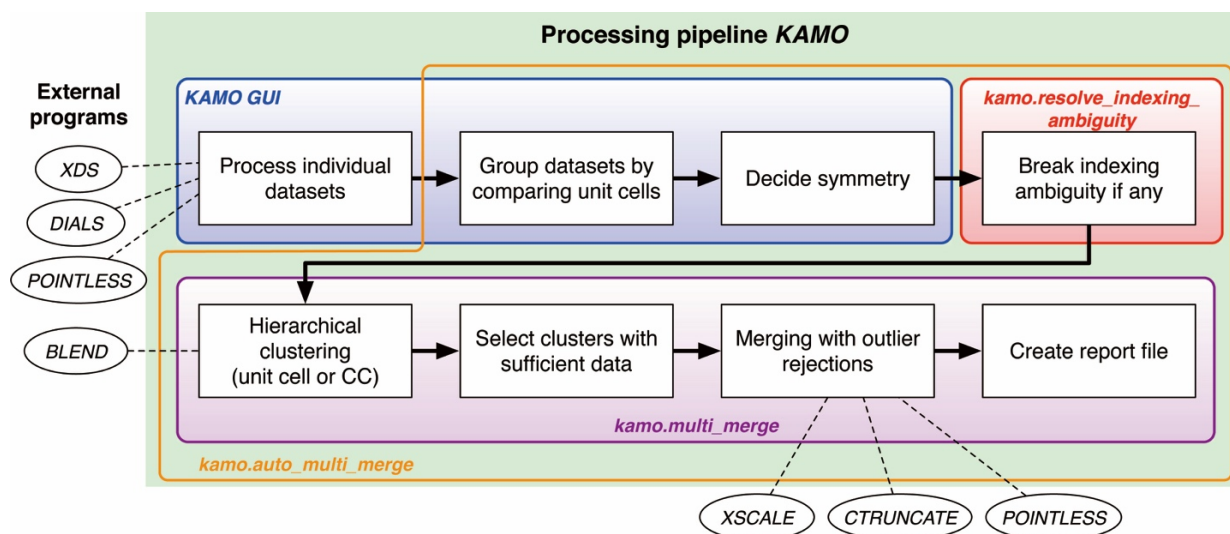 Processing pipeline KAMO
External
programs
XDS
DIALS
POINTLESS
BLEND
KAMO GUI
Process individual
datasets
Group datasets by
comparing unit cells
Decide symmetry
kamo.resolve_indexing_
ambiguity
Break indexing
ambiguity if any
Hierarchical
clustering
(unit cell or CC)
Select clusters with
sufficient data
Merging with outlier
rejections
Create report file
kamo.multi_merge
kamo.auto_multi_merge
XSCALE
CTRUNCATE
POINTLESS